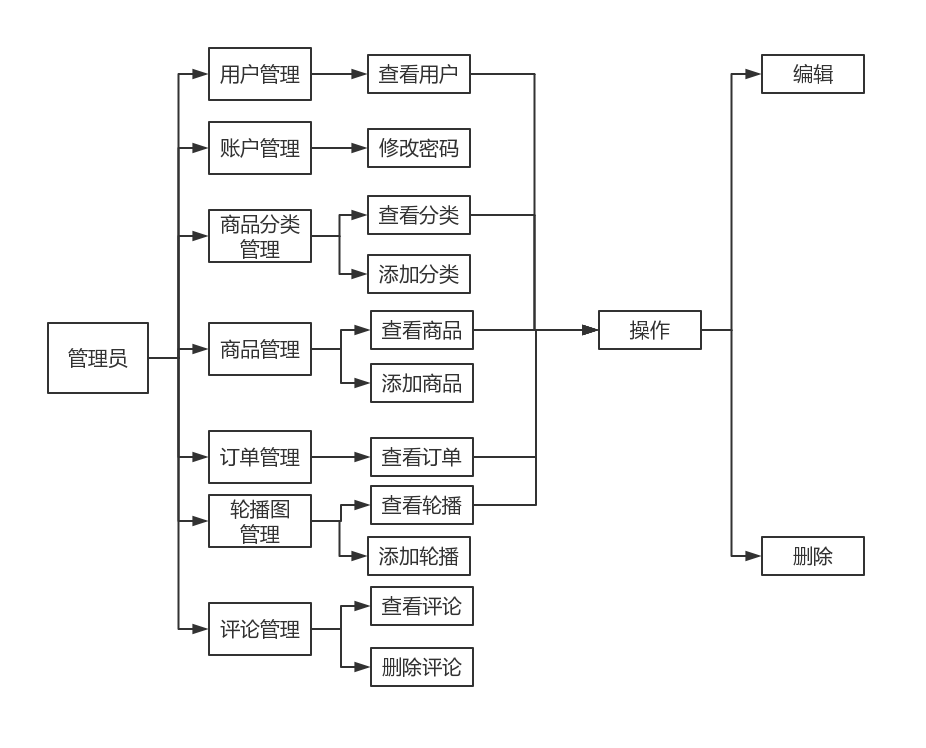 用户管理
查看用户
编辑
账户管理
修改密码
商品分类
管理
查看分类
添加分类
管理员
商品管理
查看商品
添加商品
操作
订单管理
查看订单
轮播图
管理
查看轮播
添加轮播
删除
评论管理
查看评论
删除评论